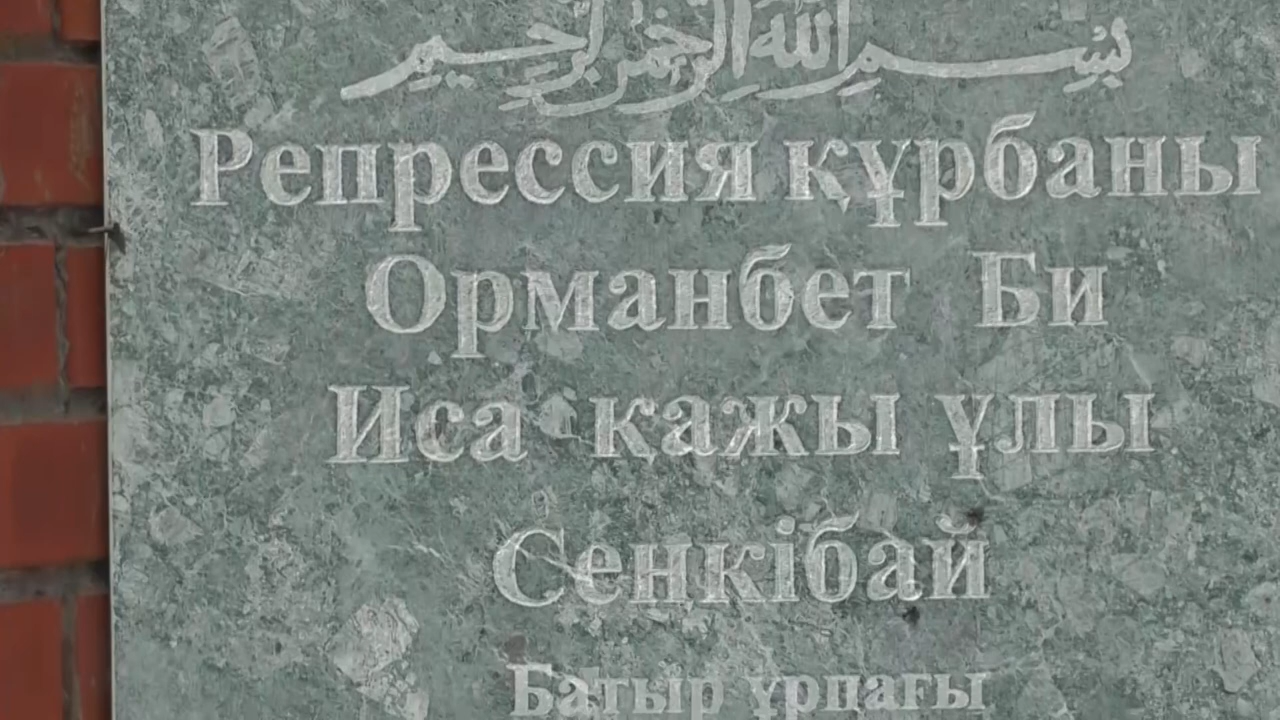 بسم الله الرحمن الرحيم
Репрессия құрбаны
Орманбет Би
Иса қажы ұлы
Сеңкібай
Батыр ұрпағы